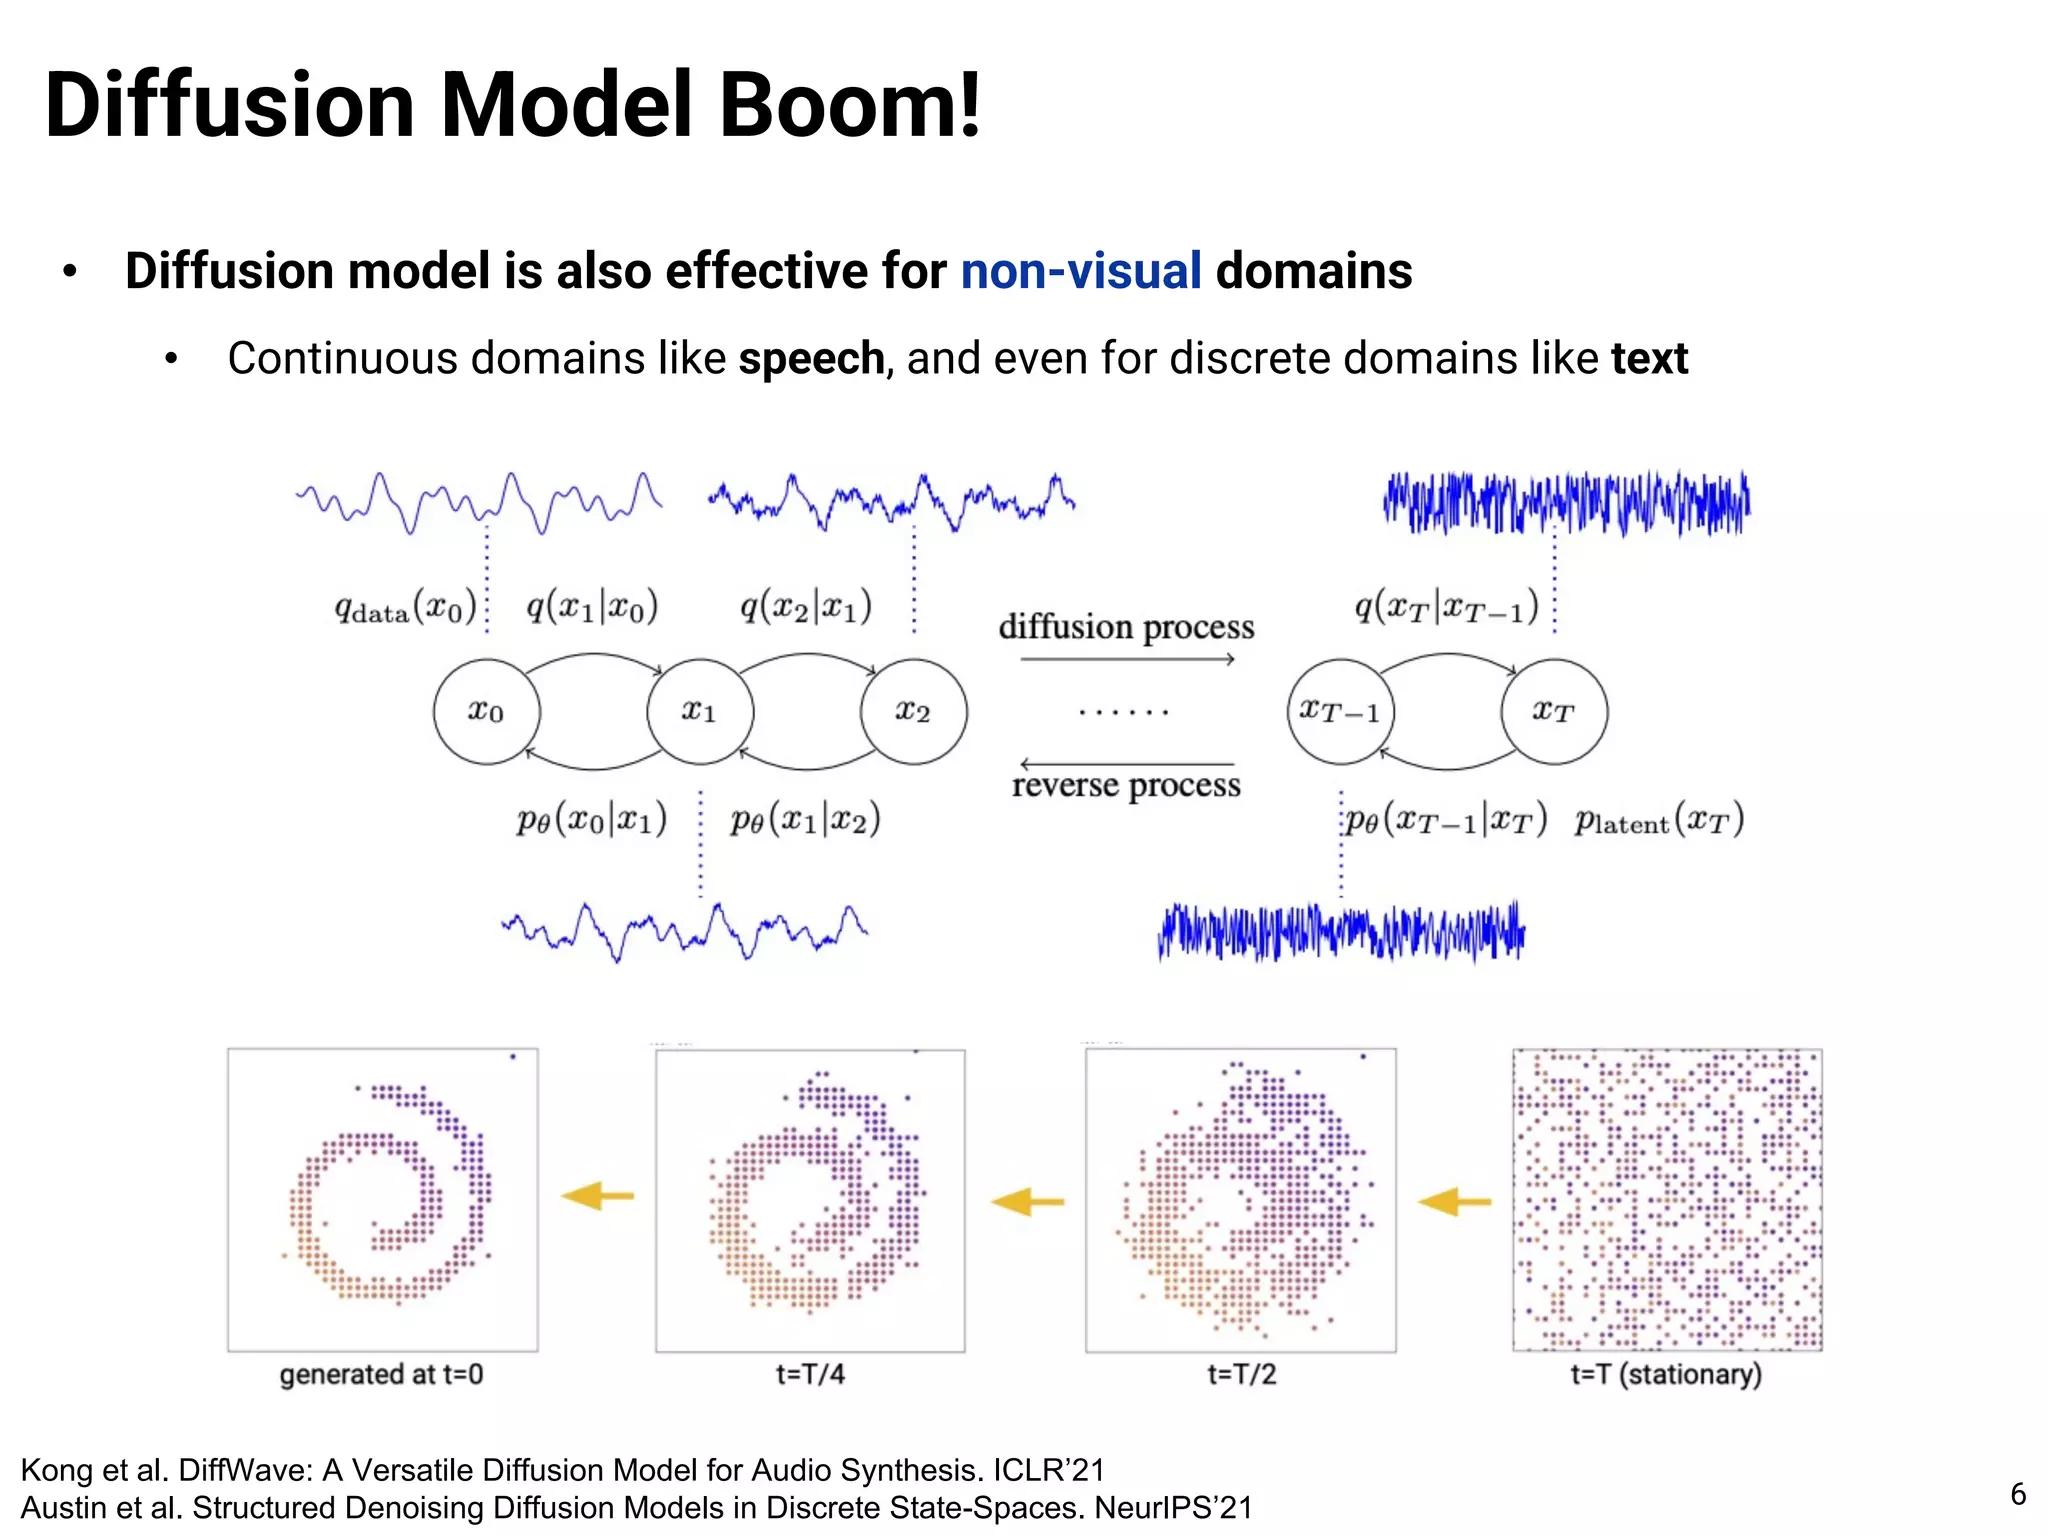 Diffusion Model Boom!
• Diffusion model is also effective for non-visual domains
• Continuous domains like speech, and even for discrete domains like text
q_data(x_0) q(x_1|x_0) q(x_2|x_1) q(x_T|x_{T−1})
diffusion process
x_0 x_1 x_2 ...... x_{T−1} x_T
reverse process
p_θ(x_0|x_1) p_θ(x_1|x_2) p_θ(x_{T−1}|x_T) p_latent(x_T)
generated at t=0 t=T/4 t=T/2 t=T (stationary)
Kong et al. DiffWave: A Versatile Diffusion Model for Audio Synthesis. ICLR’21
Austin et al. Structured Denoising Diffusion Models in Discrete State-Spaces. NeurIPS’21
6